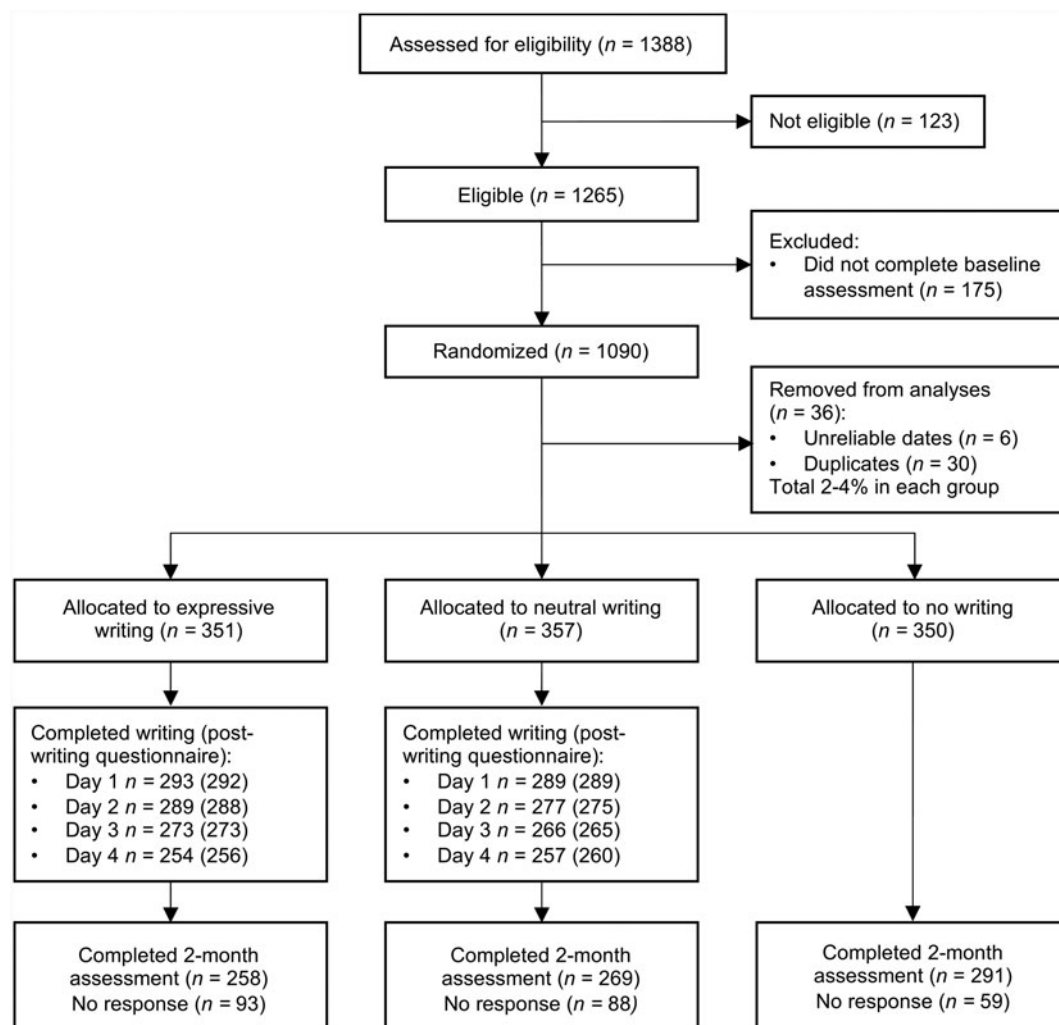 Assessed for eligibility (n = 1388)
Not eligible (n = 123)
Eligible (n = 1265)
Excluded:
• Did not complete baseline
assessment (n = 175)
Randomized (n = 1090)
Removed from analyses
(n = 36):
• Unreliable dates (n = 6)
• Duplicates (n = 30)
Total 2-4% in each group
Allocated to expressive
writing (n = 351)
Allocated to neutral writing
(n = 357)
Allocated to no writing
(n = 350)
Completed writing (post-
writing questionnaire):
• Day 1 n = 293 (292)
• Day 2 n = 289 (288)
• Day 3 n = 273 (273)
• Day 4 n = 254 (256)
Completed writing (post-
writing questionnaire):
• Day 1 n = 289 (289)
• Day 2 n = 277 (275)
• Day 3 n = 266 (265)
• Day 4 n = 257 (260)
Completed 2-month
assessment (n = 258)
No response (n = 93)
Completed 2-month
assessment (n = 269)
No response (n = 88)
Completed 2-month
assessment (n = 291)
No response (n = 59)